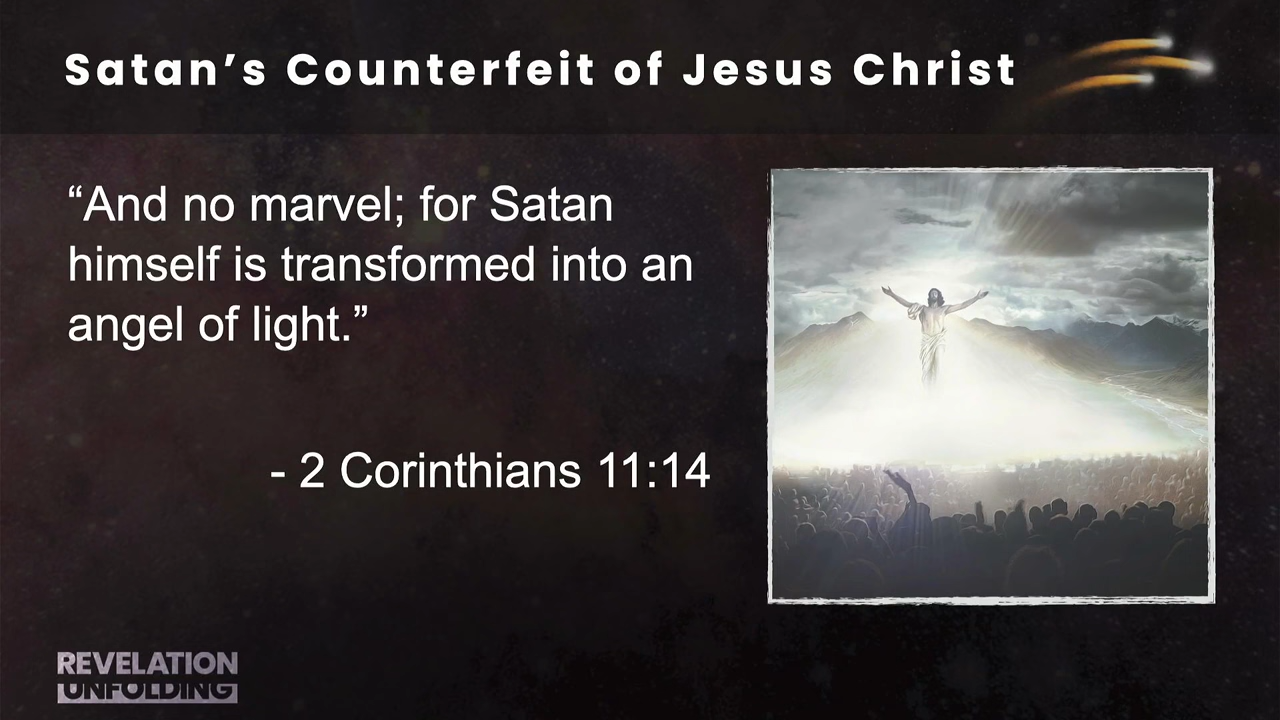 Satan’s Counterfeit of Jesus Christ
“And no marvel; for Satan
himself is transformed into an
angel of light.”
- 2 Corinthians 11:14
REVELATION
UNFOLDING